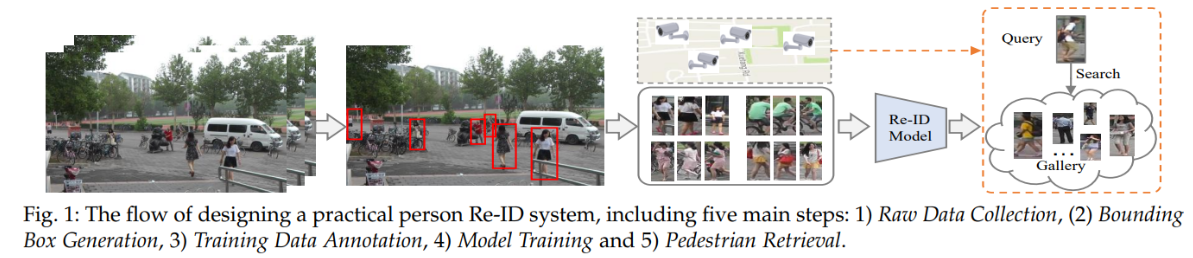 Query
Search
Re-ID
Model
Gallery
Fig. 1: The flow of designing a practical person Re-ID system, including five main steps: 1) Raw Data Collection, (2) Bounding
Box Generation, 3) Training Data Annotation, 4) Model Training and 5) Pedestrian Retrieval.